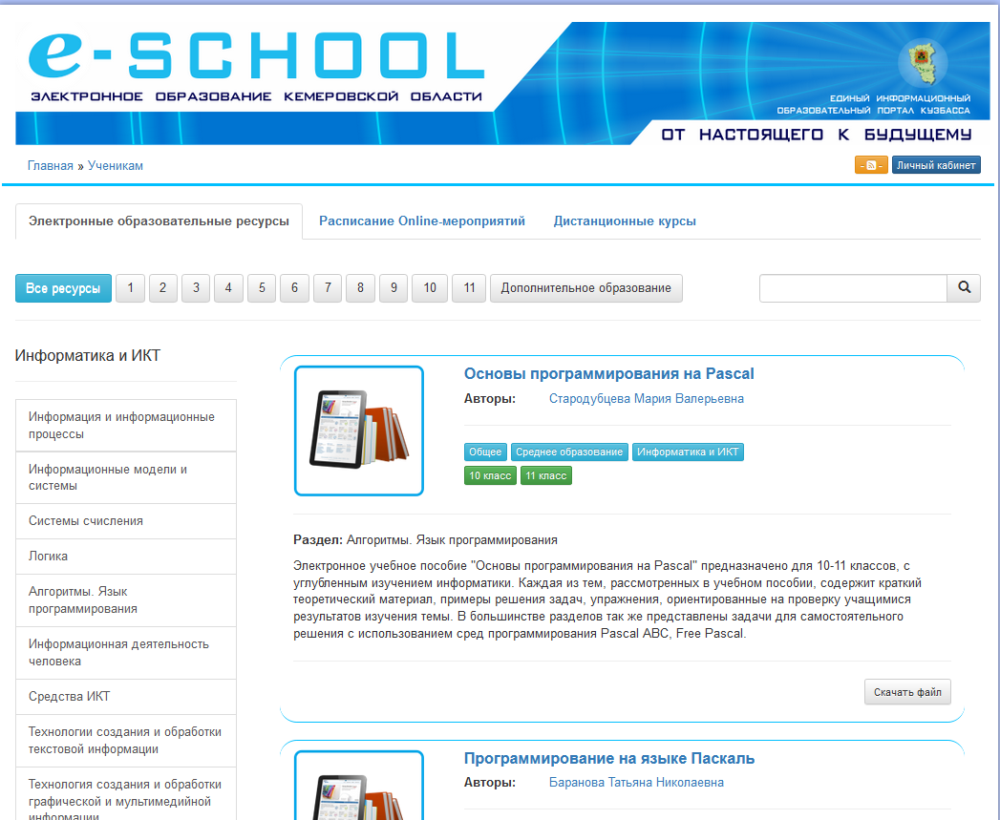 e-SCHOOL
ЭЛЕКТРОННОЕ ОБРАЗОВАНИЕ КЕМЕРОВСКОЙ ОБЛАСТИ
ЕДИНЫЙ ИНФОРМАЦИОННЫЙ
ОБРАЗОВАТЕЛЬНЫЙ ПОРТАЛ КУЗБАССА
ОТ НАСТОЯЩЕГО К БУДУЩЕМУ
Главная » Ученикам
Личный кабинет
Электронные образовательные ресурсы Расписание Online-мероприятий Дистанционные курсы
Все ресурсы 1 2 3 4 5 6 7 8 9 10 11 Дополнительное образование
Информатика и ИКТ
Информация и информационные
процессы
Информационные модели и
системы
Системы счисления
Логика
Алгоритмы. Язык
программирования
Информационная деятельность
человека
Средства ИКТ
Технологии создания и обработки
текстовой информации
Технология создания и обработки
графической и мультимедийной
информации
Основы программирования на Pascal
Авторы: Стародубцева Мария Валерьевна
Общее Среднее образование Информатика и ИКТ
10 класс 11 класс
Раздел: Алгоритмы. Язык программирования
Электронное учебное пособие "Основы программирования на Pascal" предназначено для 10-11 классов, с
углубленным изучением информатики. Каждая из тем, рассмотренных в учебном пособии, содержит краткий
теоретический материал, примеры решения задач, упражнения, ориентированные на проверку учащимися
результатов изучения темы. В большинстве разделов так же представлены задачи для самостоятельного
решения с использованием сред программирования Pascal ABC, Free Pascal.
Скачать файл
Программирование на языке Паскаль
Авторы: Баранова Татьяна Николаевна